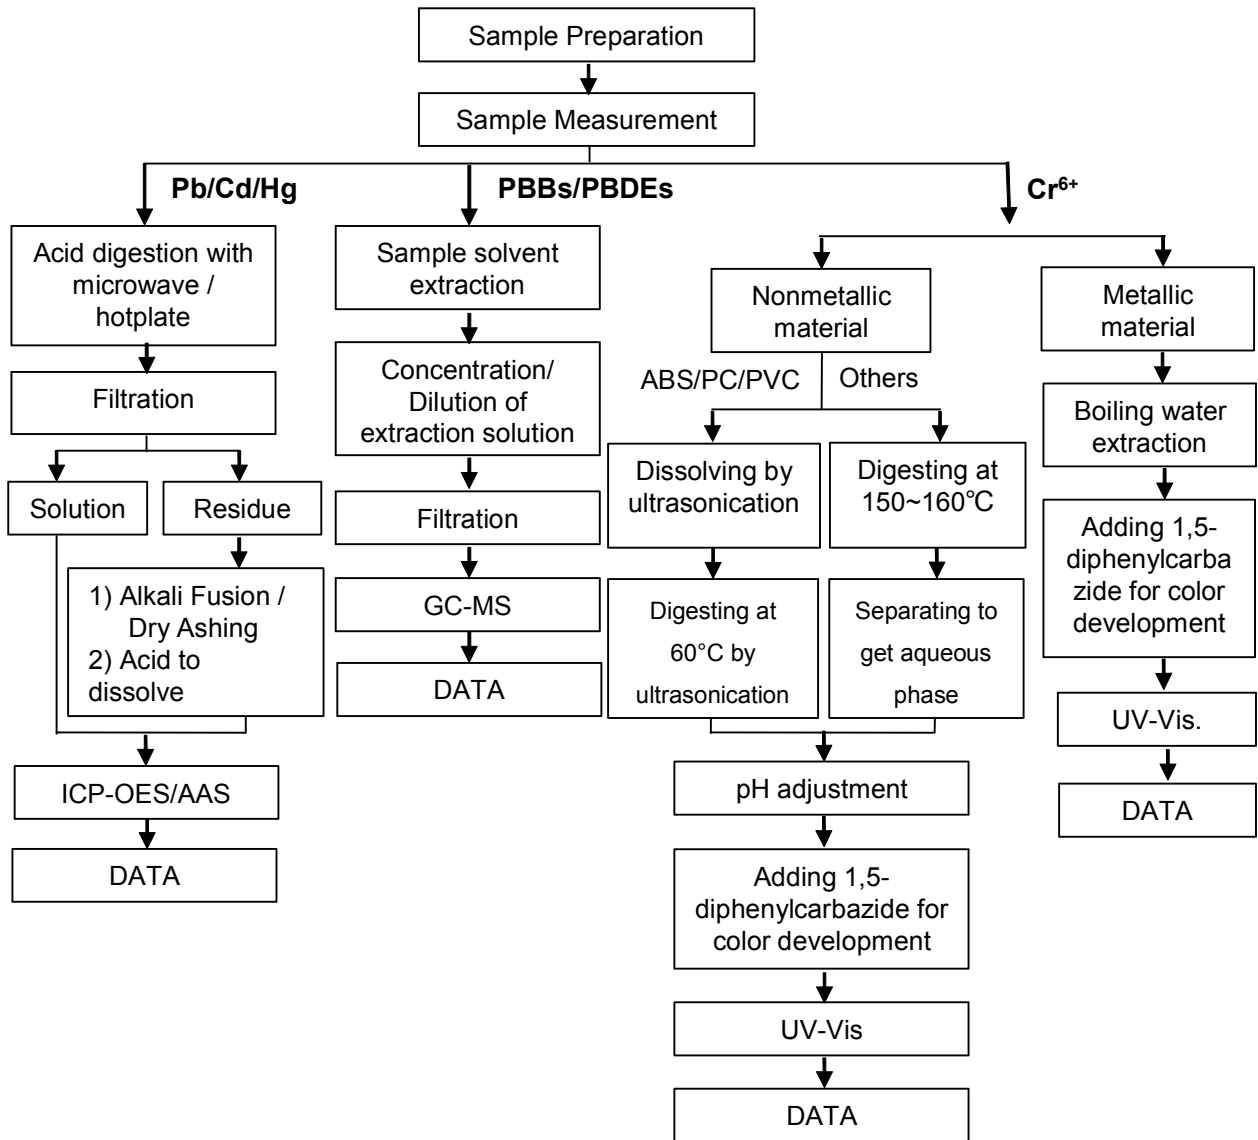 Sample Preparation
Sample Measurement
Pb/Cd/Hg
PBBs/PBDEs
Cr⁶⁺
Acid digestion with
microwave /
hotplate
Filtration
Solution
Residue
1) Alkali Fusion /
Dry Ashing
2) Acid to
dissolve
ICP-OES/AAS
DATA
Sample solvent
extraction
Concentration/
Dilution of
extraction solution
Filtration
GC-MS
DATA
Nonmetallic
material
ABS/PC/PVC
Others
Dissolving by
ultrasonication
Digesting at
60°C by
ultrasonication
Digesting at
150~160℃
Separating to
get aqueous
phase
pH adjustment
Adding 1,5-
diphenylcarbazide for
color development
UV-Vis
DATA
Metallic
material
Boiling water
extraction
Adding 1,5-
diphenylcarba
zide for color
development
UV-Vis.
DATA